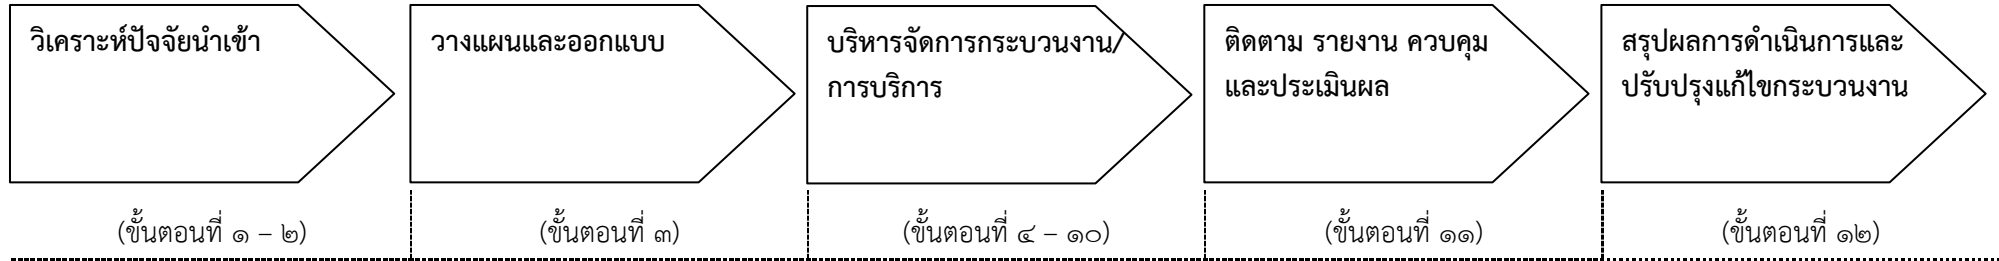 วิเคราะห์ปัจจัยนำเข้า
(ขั้นตอนที่ ๑ – ๒)
วางแผนและออกแบบ
(ขั้นตอนที่ ๓)
บริหารจัดการกระบวนงาน/
การบริการ
(ขั้นตอนที่ ๔ – ๑๐)
ติดตาม รายงาน ควบคุม
และประเมินผล
(ขั้นตอนที่ ๑๑)
สรุปผลการดำเนินการและ
ปรับปรุงแก้ไขกระบวนงาน
(ขั้นตอนที่ ๑๒)